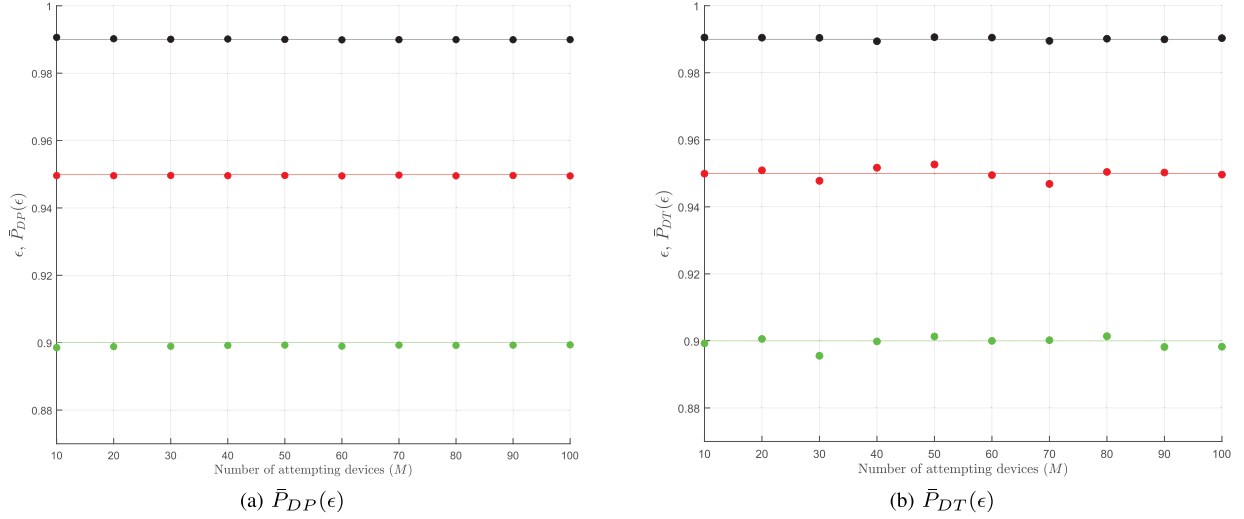 1
0.98
0.96
0.94
0.92
0.9
0.88
ϵ, P̄_DP(ϵ)
10 20 30 40 50 60 70 80 90 100
Number of attempting devices (M)
(a) P̄_DP(ϵ)
1
0.98
0.96
0.94
0.92
0.9
0.88
ϵ, P̄_DT(ϵ)
10 20 30 40 50 60 70 80 90 100
Number of attempting devices (M)
(b) P̄_DT(ϵ)